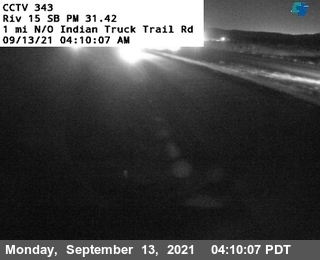 CCTV 343
Riv 15 SB PM 31.42
1 mi N/O Indian Truck Trail Rd
09/13/21 04:10:07 AM
Monday, September 13, 2021 04:10:07 PDT